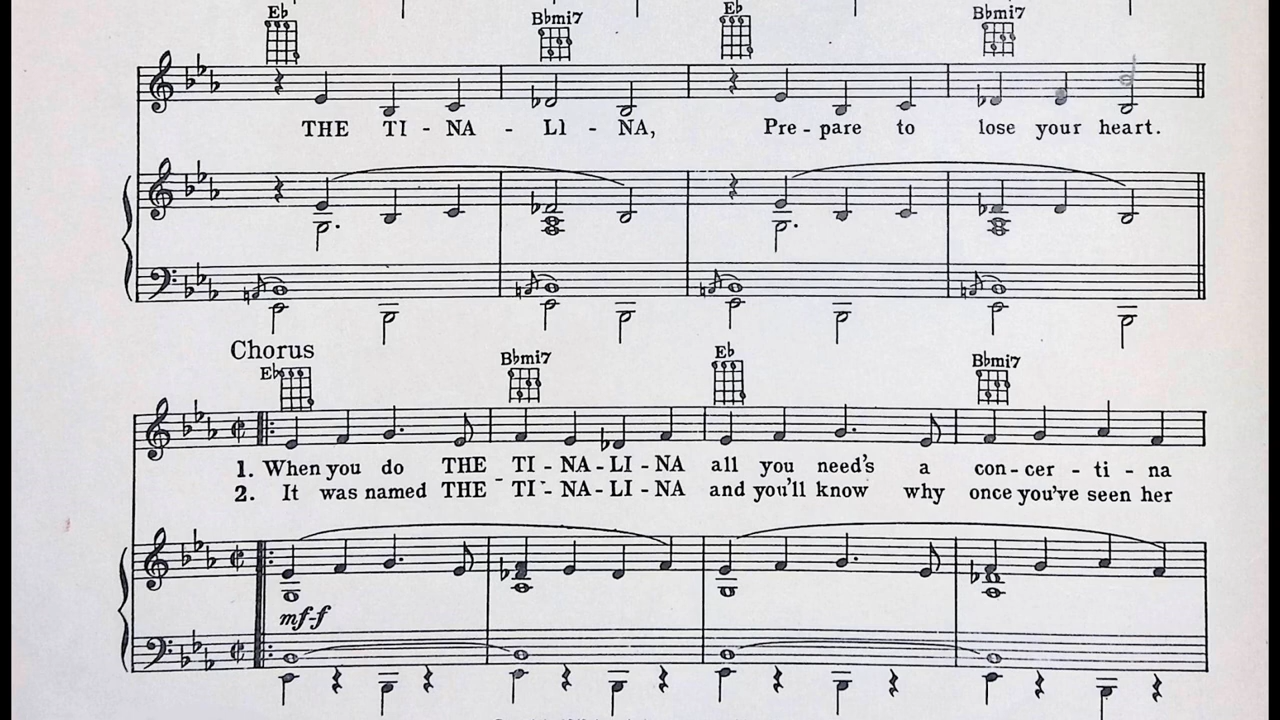 Eb Bbmi7 Eb Bbmi7
THE TI - NA - LI - NA, Pre - pare to lose your heart.
Chorus
Eb Bbmi7 Eb Bbmi7
1. When you do THE TI - NA - LI - NA all you need's a con - cer - ti - na
2. It was named THE TI - NA - LI - NA and you'll know why once you've seen her
mf-f